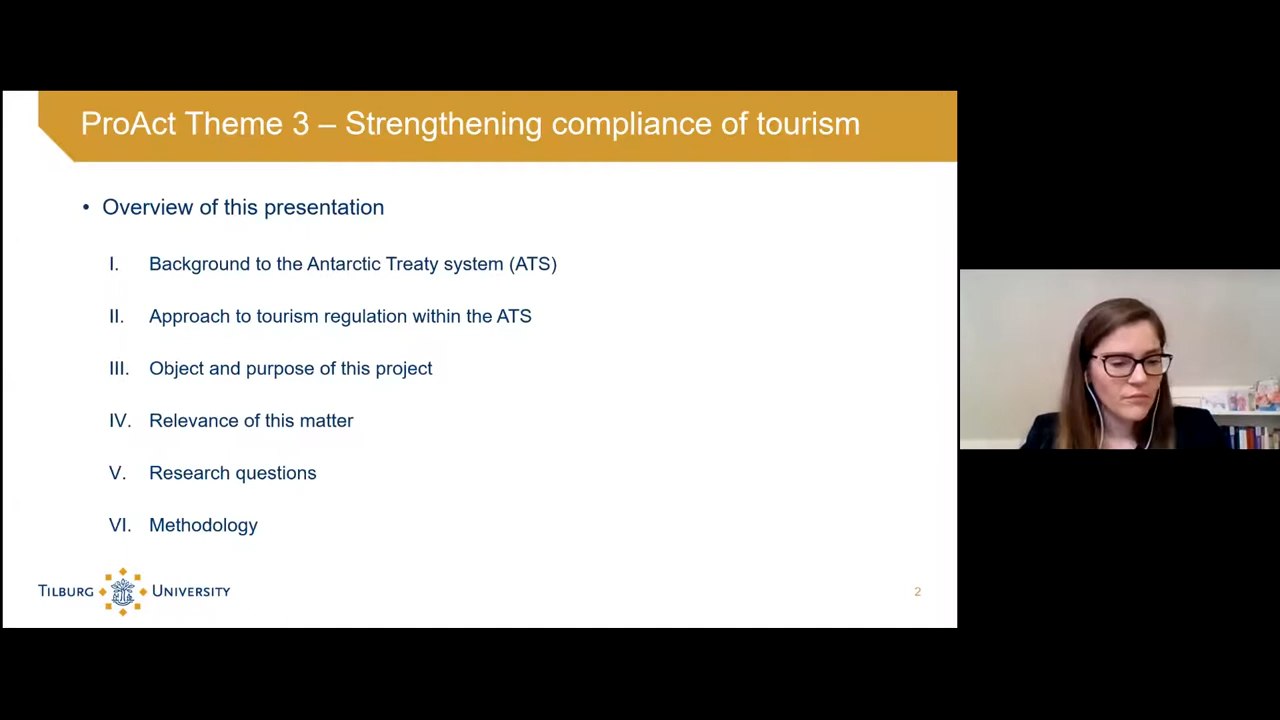 ProAct Theme 3 – Strengthening compliance of tourism
• Overview of this presentation
I. Background to the Antarctic Treaty system (ATS)
II. Approach to tourism regulation within the ATS
III. Object and purpose of this project
IV. Relevance of this matter
V. Research questions
VI. Methodology
TILBURG UNIVERSITY
2